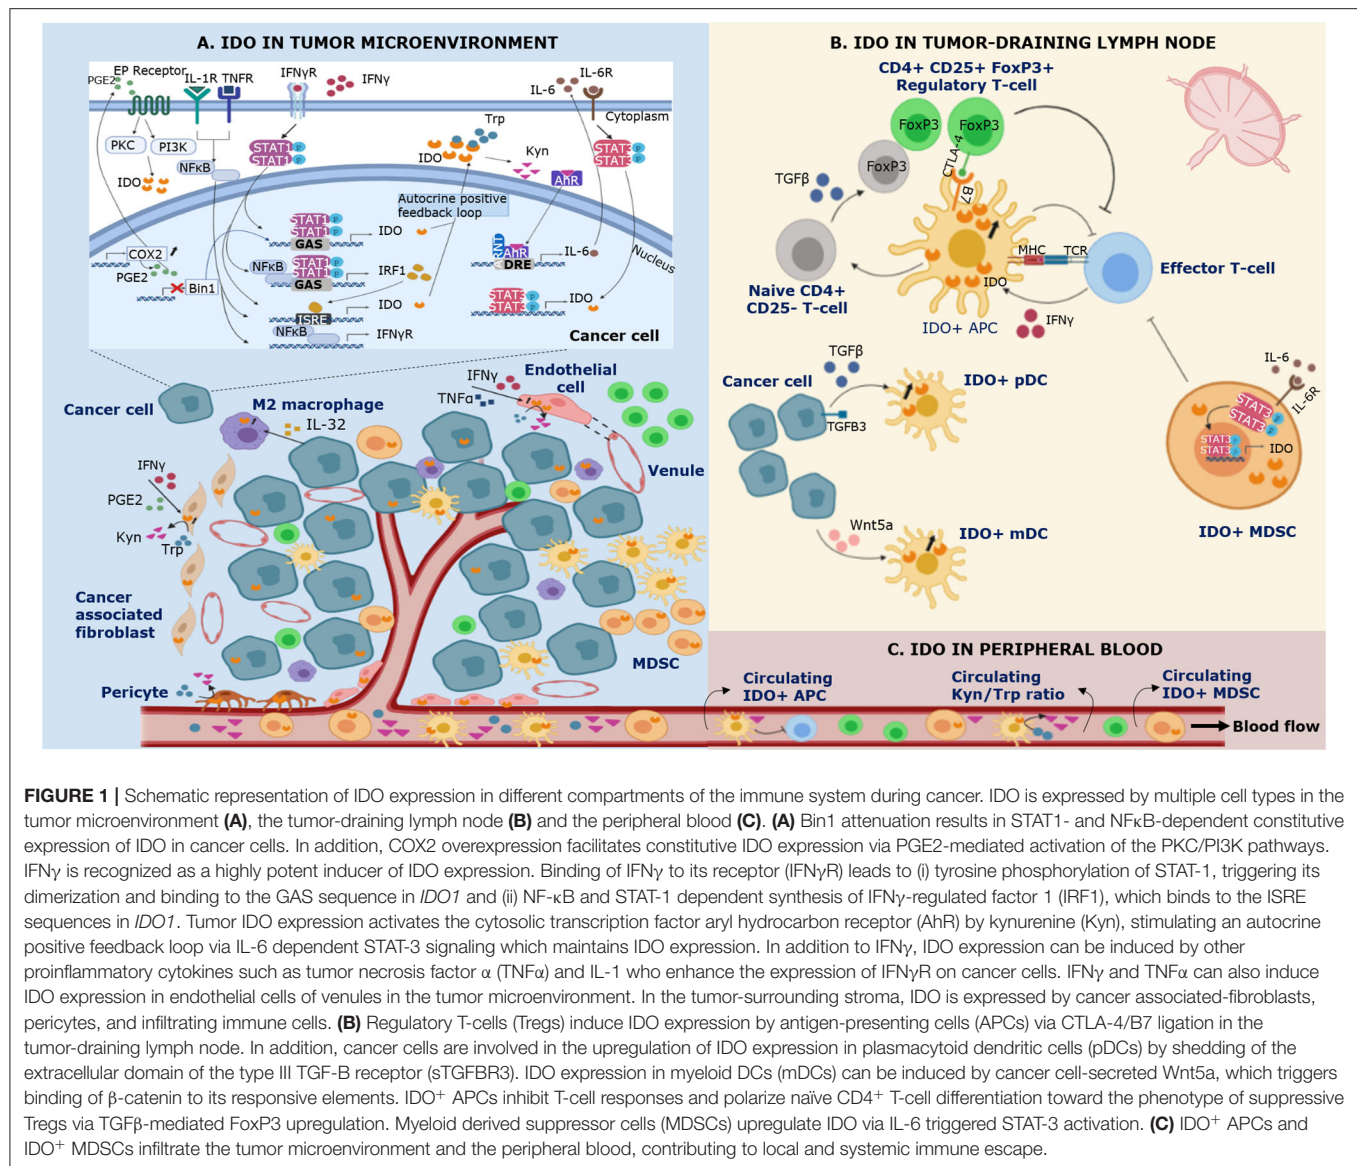 A. IDO IN TUMOR MICROENVIRONMENT
PGE2
EP Receptor
IL-1R TNFR
IFNγR
IFNγ
IL-6R
IL-6
Cytoplasm
Trp
PKC
PI3K
STAT1 p
STAT1 p
IDO
Kyn
STAT3 p
STAT3 p
NFκB
IDO
AhR
Autocrine positive
feedback loop
STAT1 p
STAT1 p
GAS
IDO
COX2
PGE2
Bin1
NFκB
STAT1 p
STAT1 p
GAS
IRF1
ARNT
AhR
DRE
IL-6
Nucleus
ISRE
IDO
STAT3 p
STAT3 p
IDO
NFκB
IFNγR
Cancer cell
Cancer cell
M2 macrophage
IL-32
IFNγ
TNFα
Endothelial
cell
Venule
IFNγ
PGE2
Kyn
Trp
Cancer
associated
fibroblast
MDSC
Pericyte
B. IDO IN TUMOR-DRAINING LYMPH NODE
CD4+ CD25+ FoxP3+
Regulatory T-cell
FoxP3
FoxP3
FoxP3
CTLA-4
B7
TGFβ
MHC
TCR
IDO
Effector T-cell
Naive CD4+
CD25- T-cell
IDO+ APC
IFNγ
TGFβ
Cancer cell
TGFB3
IDO+ pDC
IL-6
IL-6R
STAT3 p
STAT3 p
STAT3 p
STAT3 p
IDO
Wnt5a
IDO+ mDC
IDO+ MDSC
C. IDO IN PERIPHERAL BLOOD
Circulating
IDO+ APC
Circulating
Kyn/Trp ratio
Circulating
IDO+ MDSC
Blood flow
FIGURE 1 | Schematic representation of IDO expression in different compartments of the immune system during cancer. IDO is expressed by multiple cell types in the
tumor microenvironment (A), the tumor-draining lymph node (B) and the peripheral blood (C). (A) Bin1 attenuation results in STAT1- and NFκB-dependent constitutive
expression of IDO in cancer cells. In addition, COX2 overexpression facilitates constitutive IDO expression via PGE2-mediated activation of the PKC/PI3K pathways.
IFNγ is recognized as a highly potent inducer of IDO expression. Binding of IFNγ to its receptor (IFNγR) leads to (i) tyrosine phosphorylation of STAT-1, triggering its
dimerization and binding to the GAS sequence in IDO1 and (ii) NF-κB and STAT-1 dependent synthesis of IFNγ-regulated factor 1 (IRF1), which binds to the ISRE
sequences in IDO1. Tumor IDO expression activates the cytosolic transcription factor aryl hydrocarbon receptor (AhR) by kynurenine (Kyn), stimulating an autocrine
positive feedback loop via IL-6 dependent STAT-3 signaling which maintains IDO expression. In addition to IFNγ, IDO expression can be induced by other
proinflammatory cytokines such as tumor necrosis factor α (TNFα) and IL-1 who enhance the expression of IFNγR on cancer cells. IFNγ and TNFα can also induce
IDO expression in endothelial cells of venules in the tumor microenvironment. In the tumor-surrounding stroma, IDO is expressed by cancer associated-fibroblasts,
pericytes, and infiltrating immune cells. (B) Regulatory T-cells (Tregs) induce IDO expression by antigen-presenting cells (APCs) via CTLA-4/B7 ligation in the
tumor-draining lymph node. In addition, cancer cells are involved in the upregulation of IDO expression in plasmacytoid dendritic cells (pDCs) by shedding of the
extracellular domain of the type III TGF-B receptor (sTGFBR3). IDO expression in myeloid DCs (mDCs) can be induced by cancer cell-secreted Wnt5a, which triggers
binding of β-catenin to its responsive elements. IDO⁺ APCs inhibit T-cell responses and polarize naïve CD4⁺ T-cell differentiation toward the phenotype of suppressive
Tregs via TGFβ-mediated FoxP3 upregulation. Myeloid derived suppressor cells (MDSCs) upregulate IDO via IL-6 triggered STAT-3 activation. (C) IDO⁺ APCs and
IDO⁺ MDSCs infiltrate the tumor microenvironment and the peripheral blood, contributing to local and systemic immune escape.